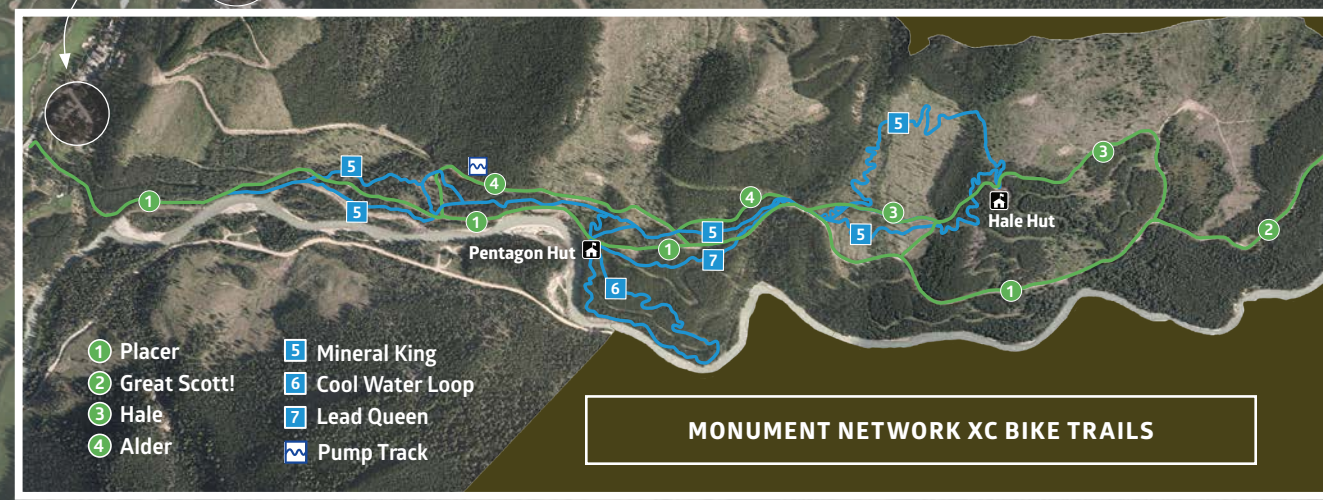 5
5
3
1
4
4
2
3
5
1
5
Hale Hut
5
1
Pentagon Hut
7
6
1
1 Placer
2 Great Scott!
3 Hale
4 Alder
5 Mineral King
6 Cool Water Loop
7 Lead Queen
Pump Track
MONUMENT NETWORK XC BIKE TRAILS